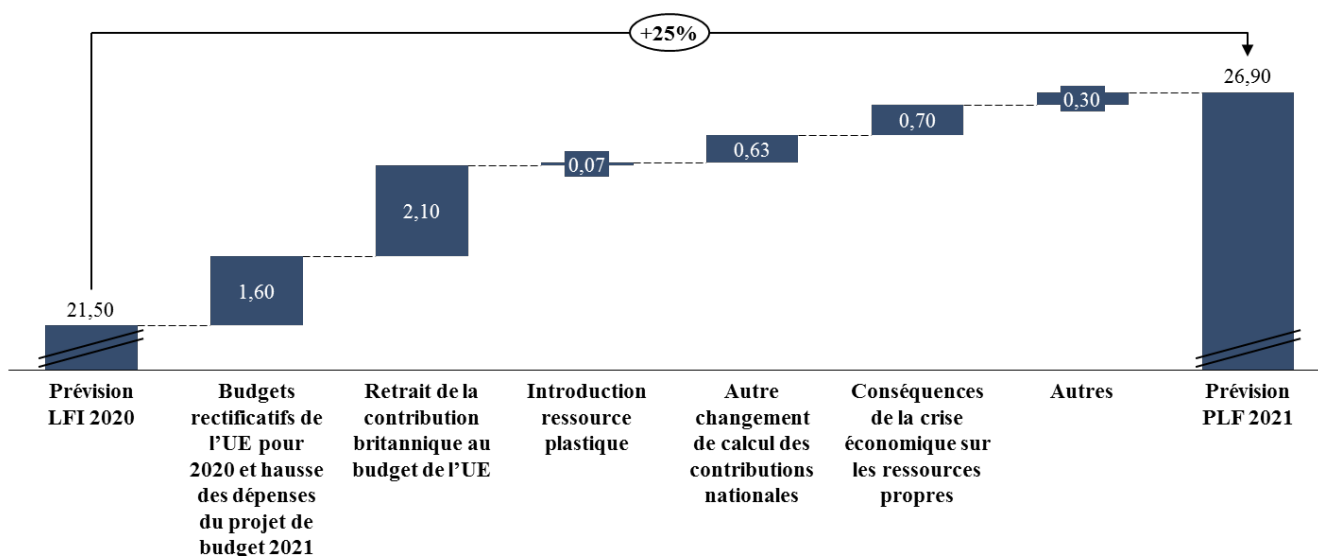 +25%
26,90
0,30
0,70
0,63
0,07
2,10
1,60
21,50
Prévision
LFI 2020
Budgets
rectificatifs de
l’UE pour
2020 et hausse
des dépenses
du projet de
budget 2021
Retrait de la
contribution
britannique au
budget de l’UE
Introduction
ressource
plastique
Autre
changement
de calcul des
contributions
nationales
Conséquences
de la crise
économique sur
les ressources
propres
Autres
Prévision
PLF 2021